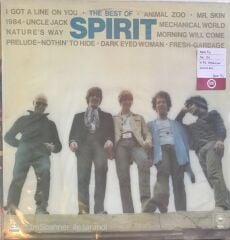 I GOT A LINE ON YOU · THE BEST OF · ANIMAL ZOO · MR. SKIN
1984 · UNCLE JACK SPIRIT MECHANICAL WORLD
NATURE'S WAY MORNING WILL COME
PRELUDE-NOTHIN' TO HIDE · DARK EYED WOMAN · FRESH-GARBAGE